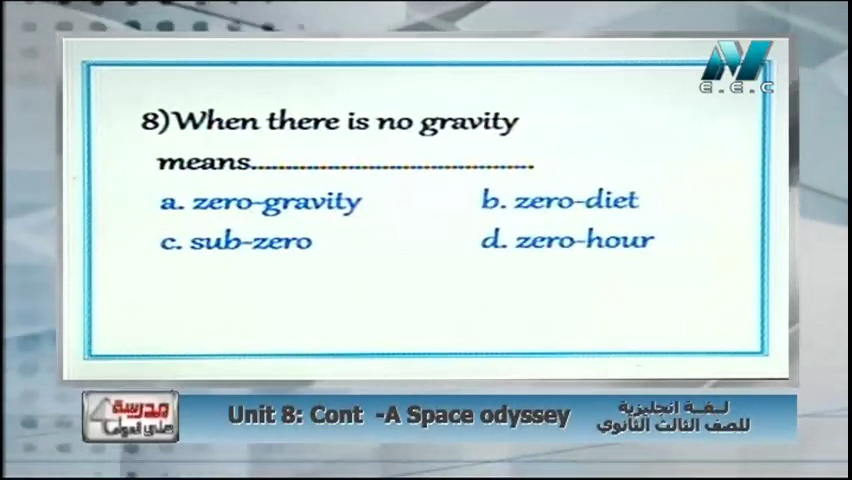 8)When there is no gravity
means........................................
a. zero-gravity
b. zero-diet
c. sub-zero
d. zero-hour
E.E.C
مدرسة
على الهواء
Unit 8: Cont -A Space odyssey
لـغــة انجليزية
للصف الثالث الثانوي